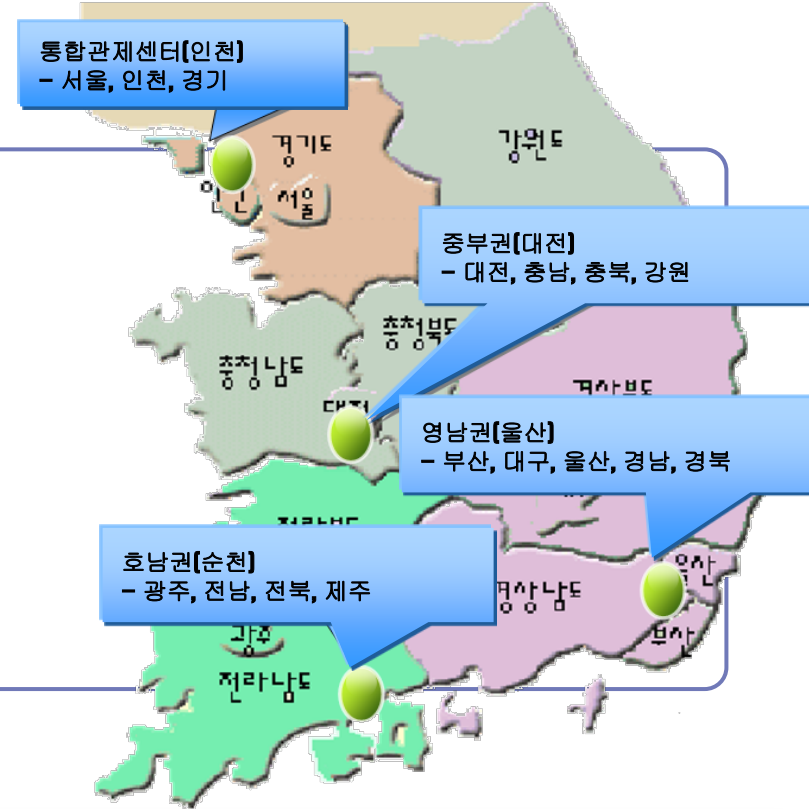 통합관제센터(인천)
– 서울, 인천, 경기
경기도
강원도
서울
중부권(대전)
– 대전, 충남, 충북, 강원
충청북도
충청남도
영남권(울산)
– 부산, 대구, 울산, 경남, 경북
호남권(순천)
– 광주, 전남, 전북, 제주
울산
경상남도
광주
부산
전라남도